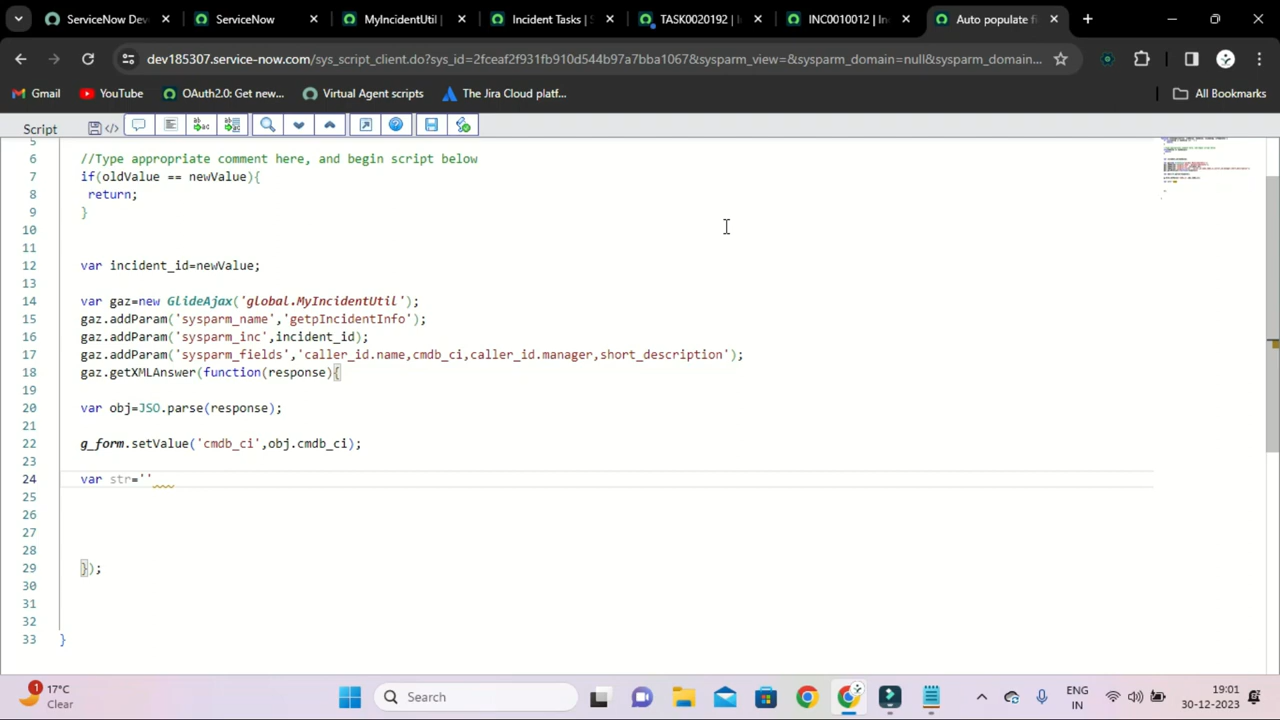 ServiceNow Dev
ServiceNow
MyIncidentUtil |
Incident Tasks | S
TASK0020192 | I
INC0010012 | Inc
Auto populate fi
dev185307.service-now.com/sys_script_client.do?sys_id=2fc8af2f931fb910d544b97a7bba1067&sysparm_view=&sysparm_domain=null&sysparm_domain...
Gmail
YouTube
OAuth2.0: Get new...
Virtual Agent scripts
The Jira Cloud platf...
All Bookmarks
Script
5
6 //Type appropriate comment here, and begin script below
7 if(oldValue == newValue){
8 return;
9 }
10
11
12 var incident_id=newValue;
13
14 var gaz=new GlideAjax('global.MyIncidentUtil');
15 gaz.addParam('sysparm_name','getpIncidentInfo');
16 gaz.addParam('sysparm_inc',incident_id);
17 gaz.addParam('sysparm_fields','caller_id.name,cmdb_ci,caller_id.manager,short_description');
18 gaz.getXMLAnswer(function(response){
19
20 var obj=JSO.parse(response);
21
22 g_form.setValue('cmdb_ci',obj.cmdb_ci);
23
24 var str=''
25
26
27
28
29 });
30
31
32
33 }
1
17°C
Clear
Search
ENG
IN
19:01
30-12-2023